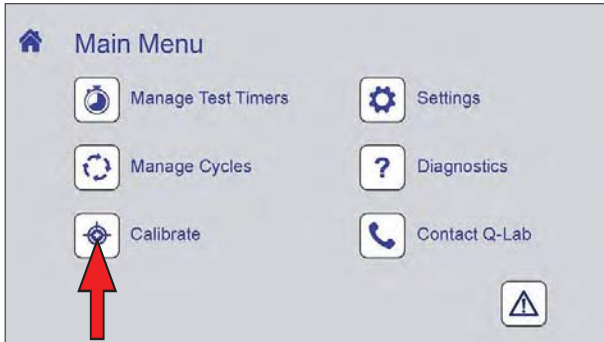 Main Menu
Manage Test Timers
Settings
Manage Cycles
? Diagnostics
Calibrate
Contact Q-Lab